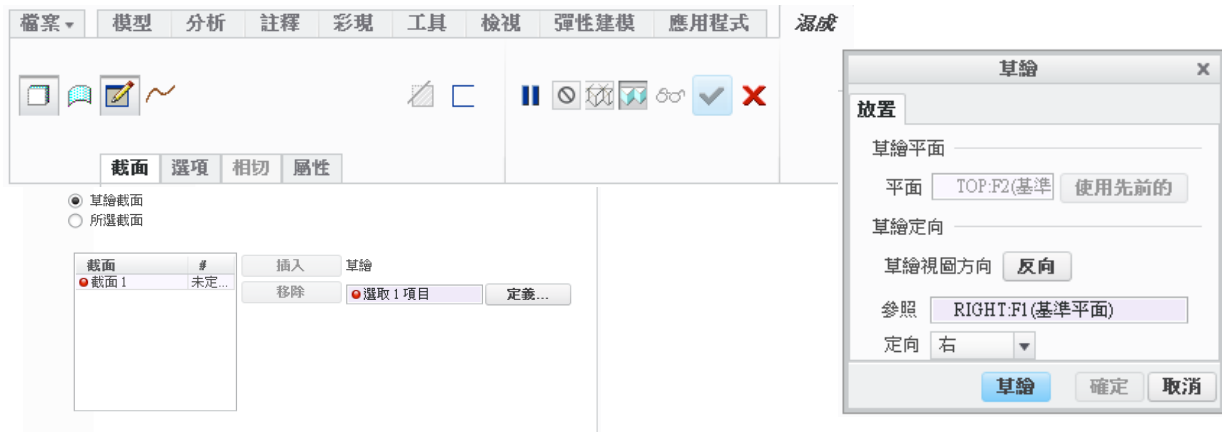 檔案 模型 分析 註釋 彩現 工具 檢視 彈性建模 應用程式 混成
截面 選項 相切 屬性
草繪截面
所選截面
截面 #
截面 1 未定...
插入 草繪
移除 選取 1 項目 定義...
草繪 x
放置
草繪平面
平面 TOP:F2(基準 使用先前的
草繪定向
草繪視圖方向 反向
參照 RIGHT:F1(基準平面)
定向 右
草繪 確定 取消